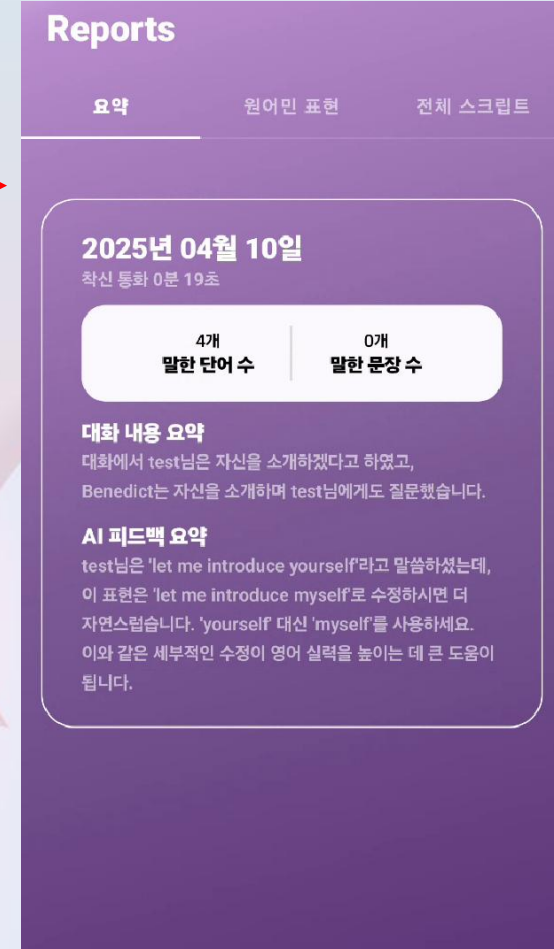 Reports
요약 원어민 표현 전체 스크립트
2025년 04월 10일
착신 통화 0분 19초
4개 0개
말한 단어 수 말한 문장 수
대화 내용 요약
대화에서 test님은 자신을 소개하겠다고 하였고,
Benedict는 자신을 소개하며 test님에게도 질문했습니다.
AI 피드백 요약
test님은 'let me introduce yourself'라고 말씀하셨는데,
이 표현은 'let me introduce myself'로 수정하시면 더
자연스럽습니다. 'yourself' 대신 'myself'를 사용하세요.
이와 같은 세부적인 수정이 영어 실력을 높이는 데 큰 도움이
됩니다.